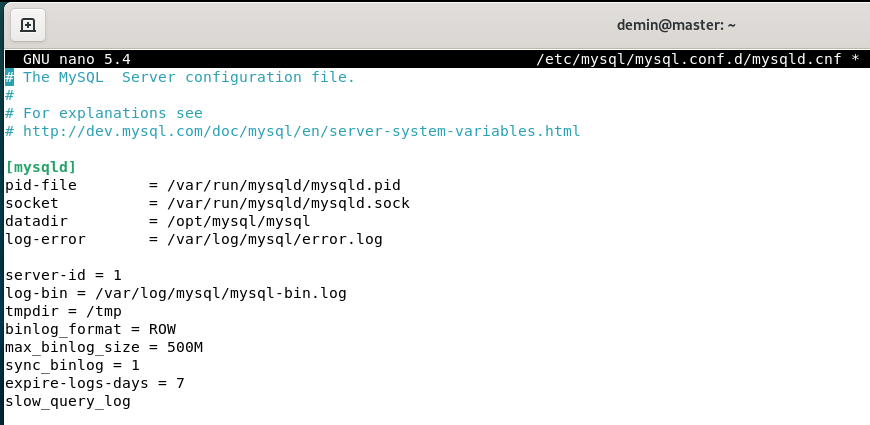 demin@master: ~
GNU nano 5.4 /etc/mysql/mysql.conf.d/mysqld.cnf *
# The MySQL  Server configuration file.
#
# For explanations see
# http://dev.mysql.com/doc/mysql/en/server-system-variables.html
[mysqld]
pid-file        = /var/run/mysqld/mysqld.pid
socket          = /var/run/mysqld/mysqld.sock
datadir         = /opt/mysql/mysql
log-error       = /var/log/mysql/error.log
server-id = 1
log-bin = /var/log/mysql/mysql-bin.log
tmpdir = /tmp
binlog_format = ROW
max_binlog_size = 500M
sync_binlog = 1
expire-logs-days = 7
slow_query_log